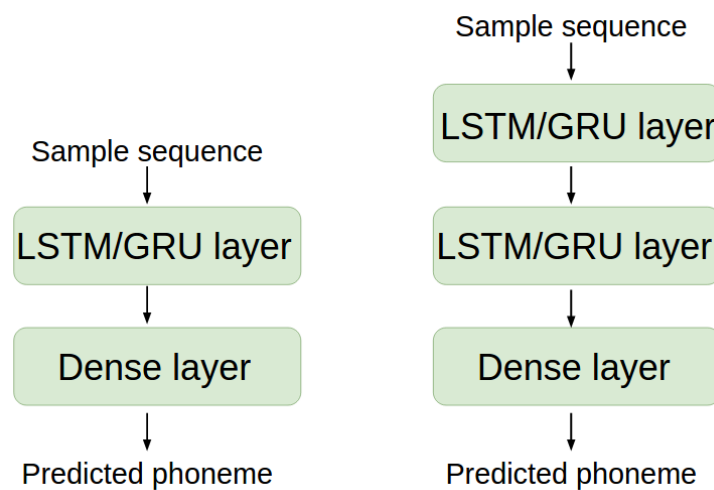 Sample sequence
LSTM/GRU layer
Dense layer
Predicted phoneme
Sample sequence
LSTM/GRU layer
LSTM/GRU layer
Dense layer
Predicted phoneme